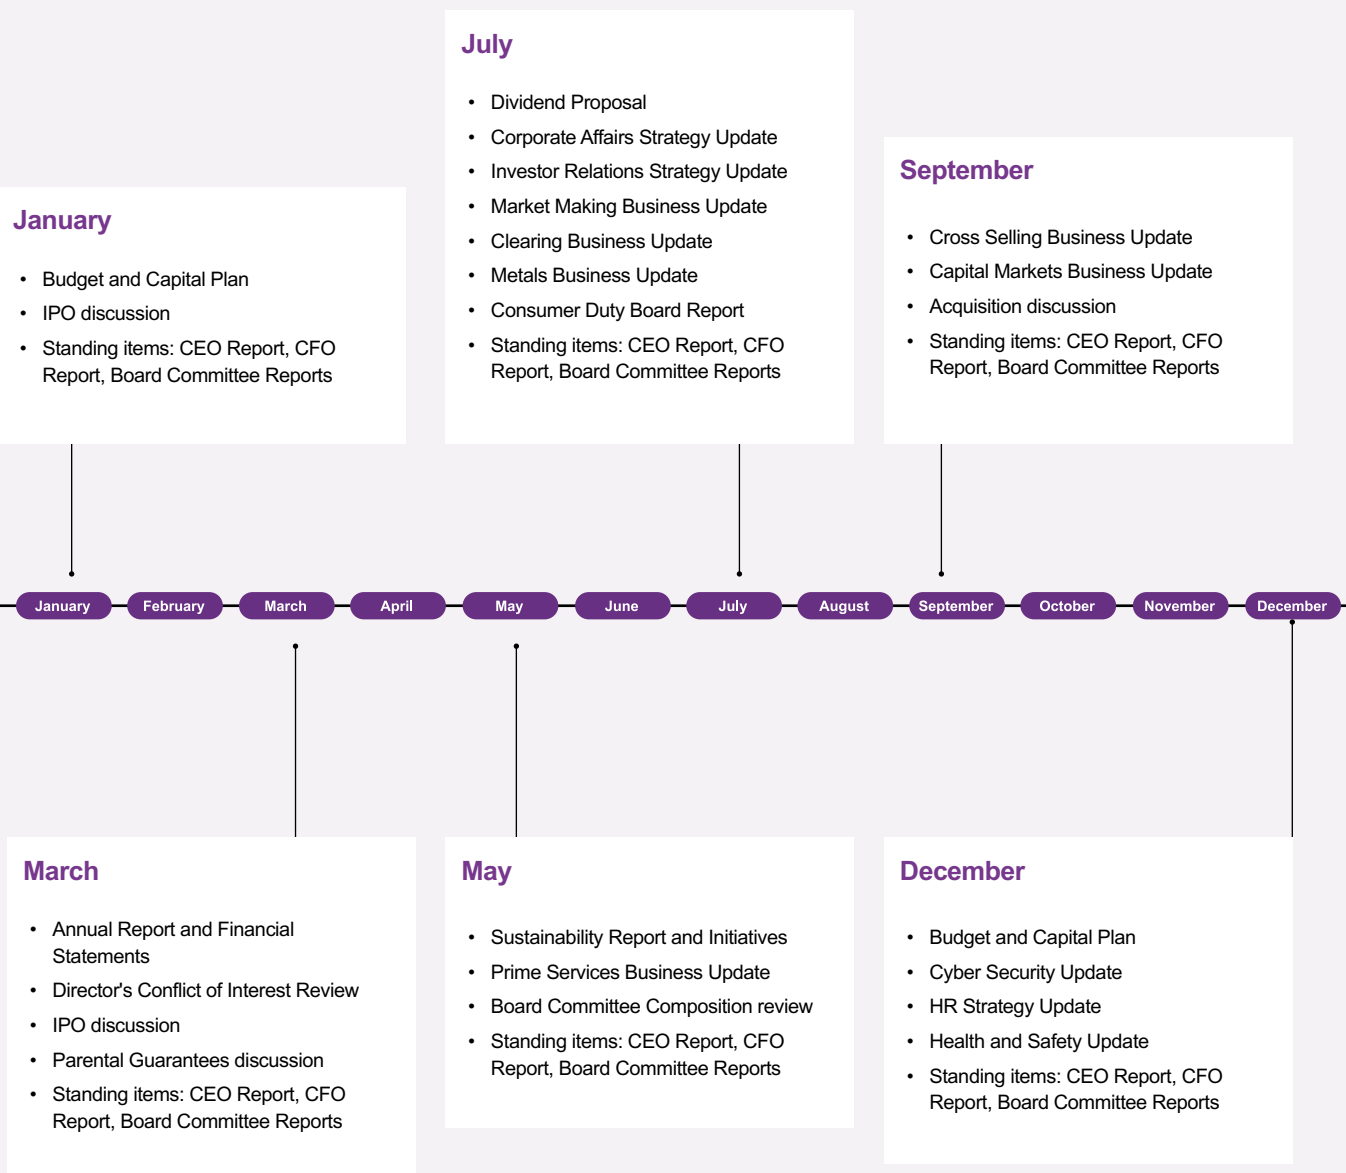 July
• Dividend Proposal
• Corporate Affairs Strategy Update
• Investor Relations Strategy Update
• Market Making Business Update
• Clearing Business Update
• Metals Business Update
• Consumer Duty Board Report
• Standing items: CEO Report, CFO
Report, Board Committee Reports
September
• Cross Selling Business Update
• Capital Markets Business Update
• Acquisition discussion
• Standing items: CEO Report, CFO
Report, Board Committee Reports
January
• Budget and Capital Plan
• IPO discussion
• Standing items: CEO Report, CFO
Report, Board Committee Reports
January February March April May June July August September October November December
March
• Annual Report and Financial
Statements
• Director's Conflict of Interest Review
• IPO discussion
• Parental Guarantees discussion
• Standing items: CEO Report, CFO
Report, Board Committee Reports
May
• Sustainability Report and Initiatives
• Prime Services Business Update
• Board Committee Composition review
• Standing items: CEO Report, CFO
Report, Board Committee Reports
December
• Budget and Capital Plan
• Cyber Security Update
• HR Strategy Update
• Health and Safety Update
• Standing items: CEO Report, CFO
Report, Board Committee Reports